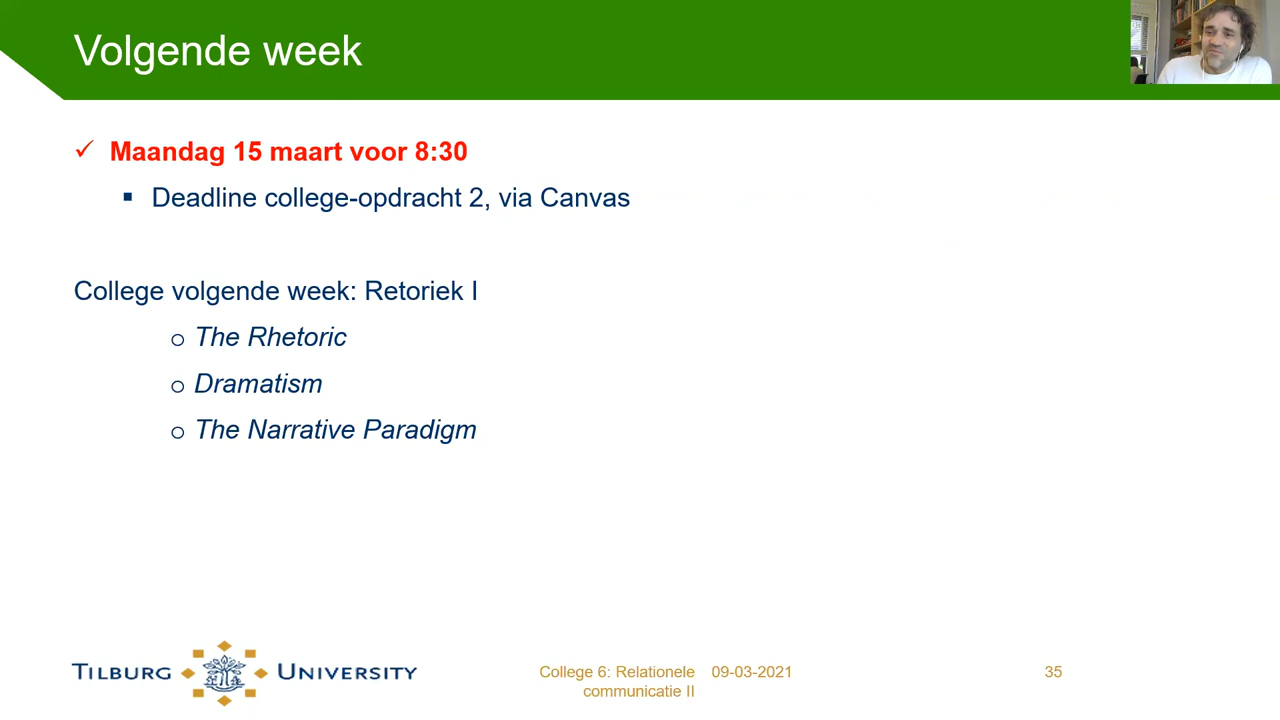 Volgende week
Maandag 15 maart voor 8:30
Deadline college-opdracht 2, via Canvas
College volgende week: Retoriek I
The Rhetoric
Dramatism
The Narrative Paradigm
TILBURG UNIVERSITY
College 6: Relationele communicatie II
09-03-2021
35